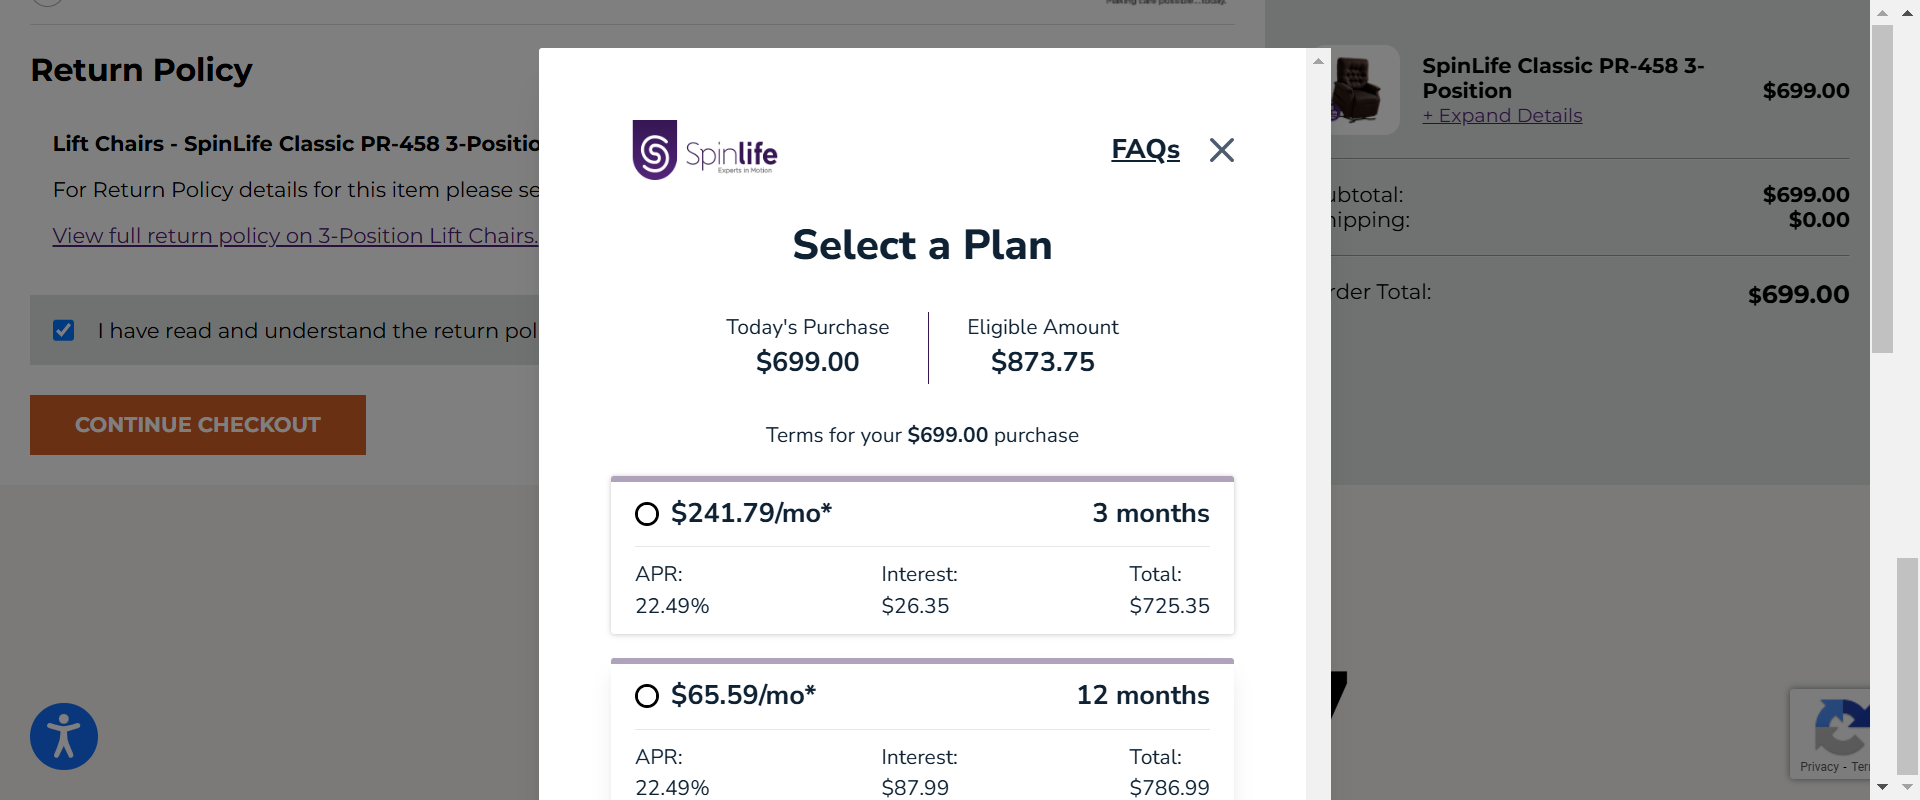 Return Policy
Lift Chairs - SpinLife Classic PR-458 3-Positio
For Return Policy details for this item please se
View full return policy on 3-Position Lift Chairs.
I have read and understand the return pol
CONTINUE CHECKOUT
Spinlife
Experts in Motion
FAQs
Select a Plan
Today's Purchase
$699.00
Eligible Amount
$873.75
Terms for your $699.00 purchase
$241.79/mo* 3 months
APR: Interest: Total:
22.49% $26.35 $725.35
$65.59/mo* 12 months
APR: Interest: Total:
22.49% $87.99 $786.99
SpinLife Classic PR-458 3-
Position
$699.00
+ Expand Details
ubtotal: $699.00
ipping: $0.00
rder Total: $699.00
Privacy - Ter